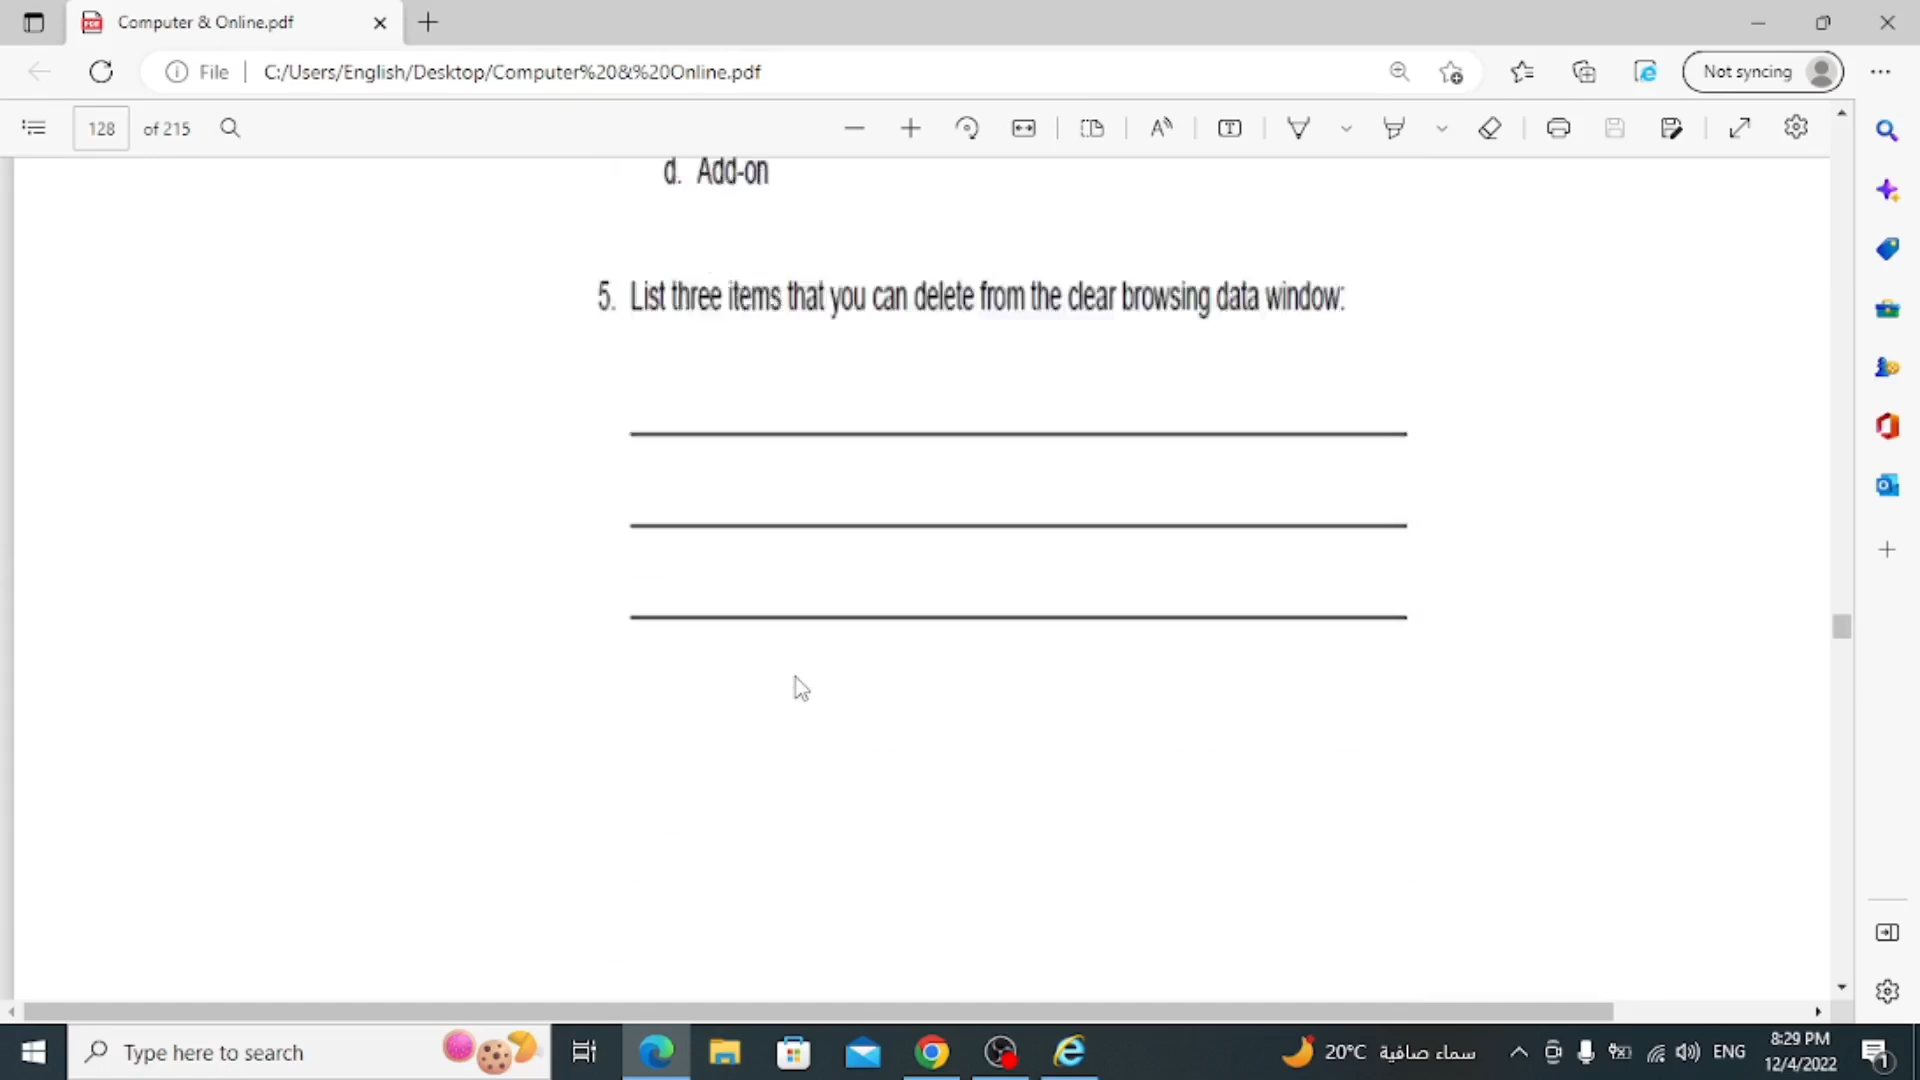 Computer & Online.pdf
File
C:/Users/English/Desktop/Computer%20&%20Online.pdf
Not syncing
128
of 215
d. Add-on
5. List three items that you can delete from the clear browsing data window:
Type here to search
20°C
سماء صافية
ENG
8:29 PM
12/4/2022
1